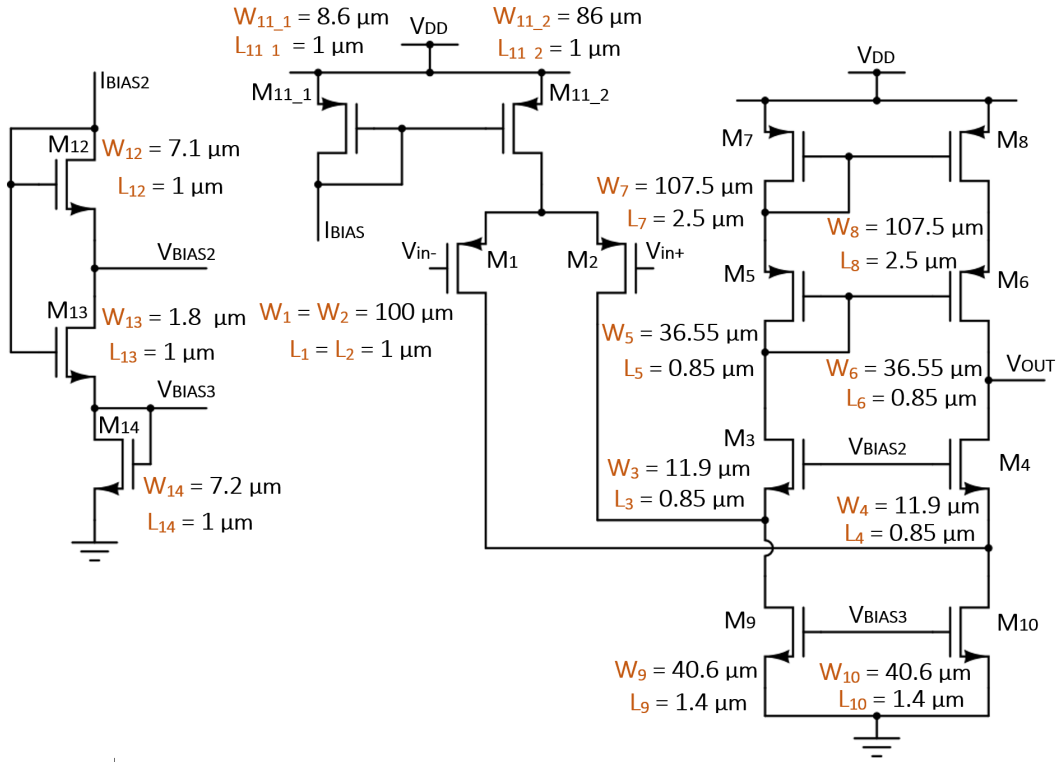 W11_1 = 8.6 µm
L11 1 = 1 µm
VDD
W11_2 = 86 µm
L11 2 = 1 µm
M11_1
M11_2
IBIAS
IBIAS2
M12
W12 = 7.1 µm
L12 = 1 µm
VBIAS2
M13
W13 = 1.8 µm
L13 = 1 µm
VBIAS3
M14
W14 = 7.2 µm
L14 = 1 µm
Vin-
M1
M2
Vin+
W1 = W2 = 100 µm
L1 = L2 = 1 µm
VDD
M7
M8
W7 = 107.5 µm
L7 = 2.5 µm
W8 = 107.5 µm
L8 = 2.5 µm
M5
M6
W5 = 36.55 µm
L5 = 0.85 µm
W6 = 36.55 µm
L6 = 0.85 µm
VOUT
M3
VBIAS2
M4
W3 = 11.9 µm
L3 = 0.85 µm
W4 = 11.9 µm
L4 = 0.85 µm
M9
VBIAS3
M10
W9 = 40.6 µm
L9 = 1.4 µm
W10 = 40.6 µm
L10 = 1.4 µm